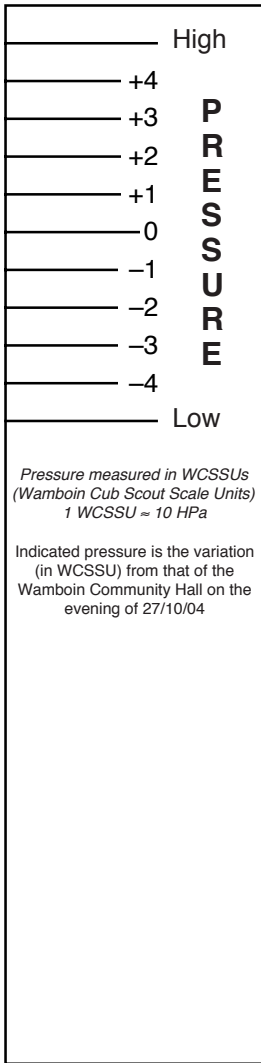 High
+4
+3
+2
+1
0
–1
–2
–3
–4
Low
PRESSURE
Pressure measured in WCSSUs
(Wamboin Cub Scout Scale Units)
1 WCSSU ≈ 10 HPa
Indicated pressure is the variation
(in WCSSU) from that of the
Wamboin Community Hall on the
evening of 27/10/04